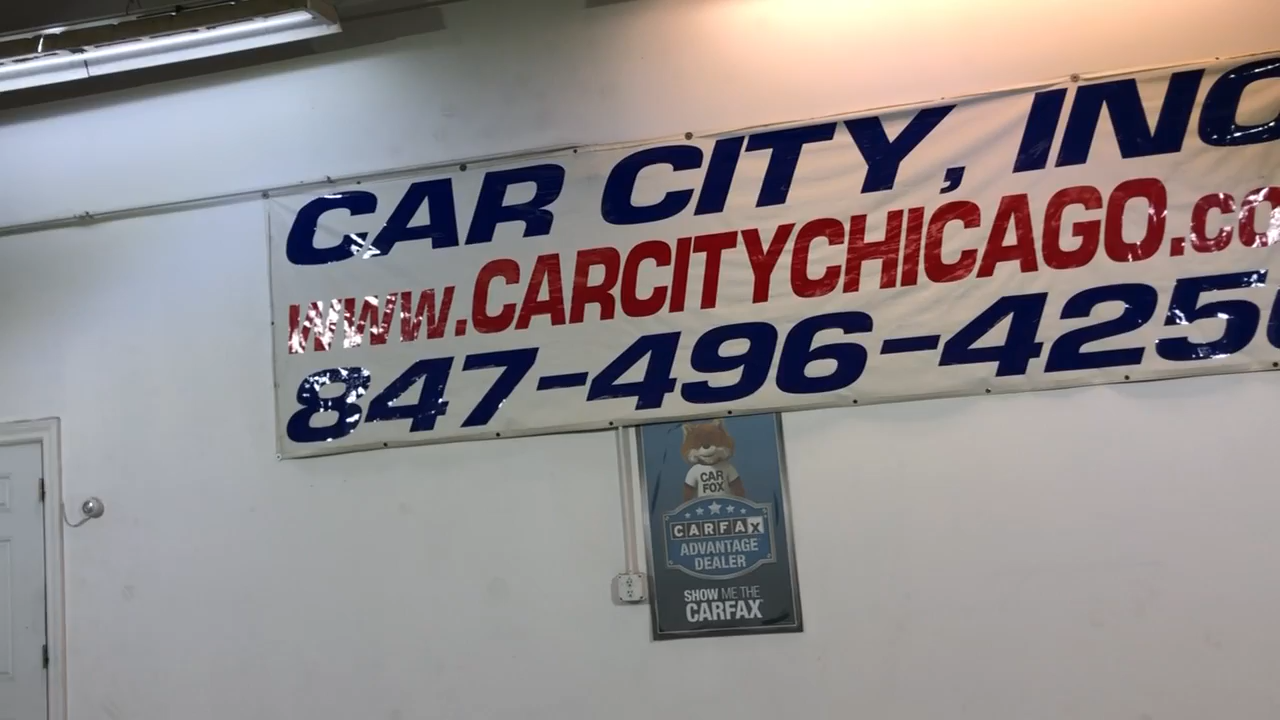 CAR CITY, INC
www.CARCITYCHICAGO.co
847-496-425
CAR
FOX
CARFAX
ADVANTAGE
DEALER
SHOW ME THE
CARFAX